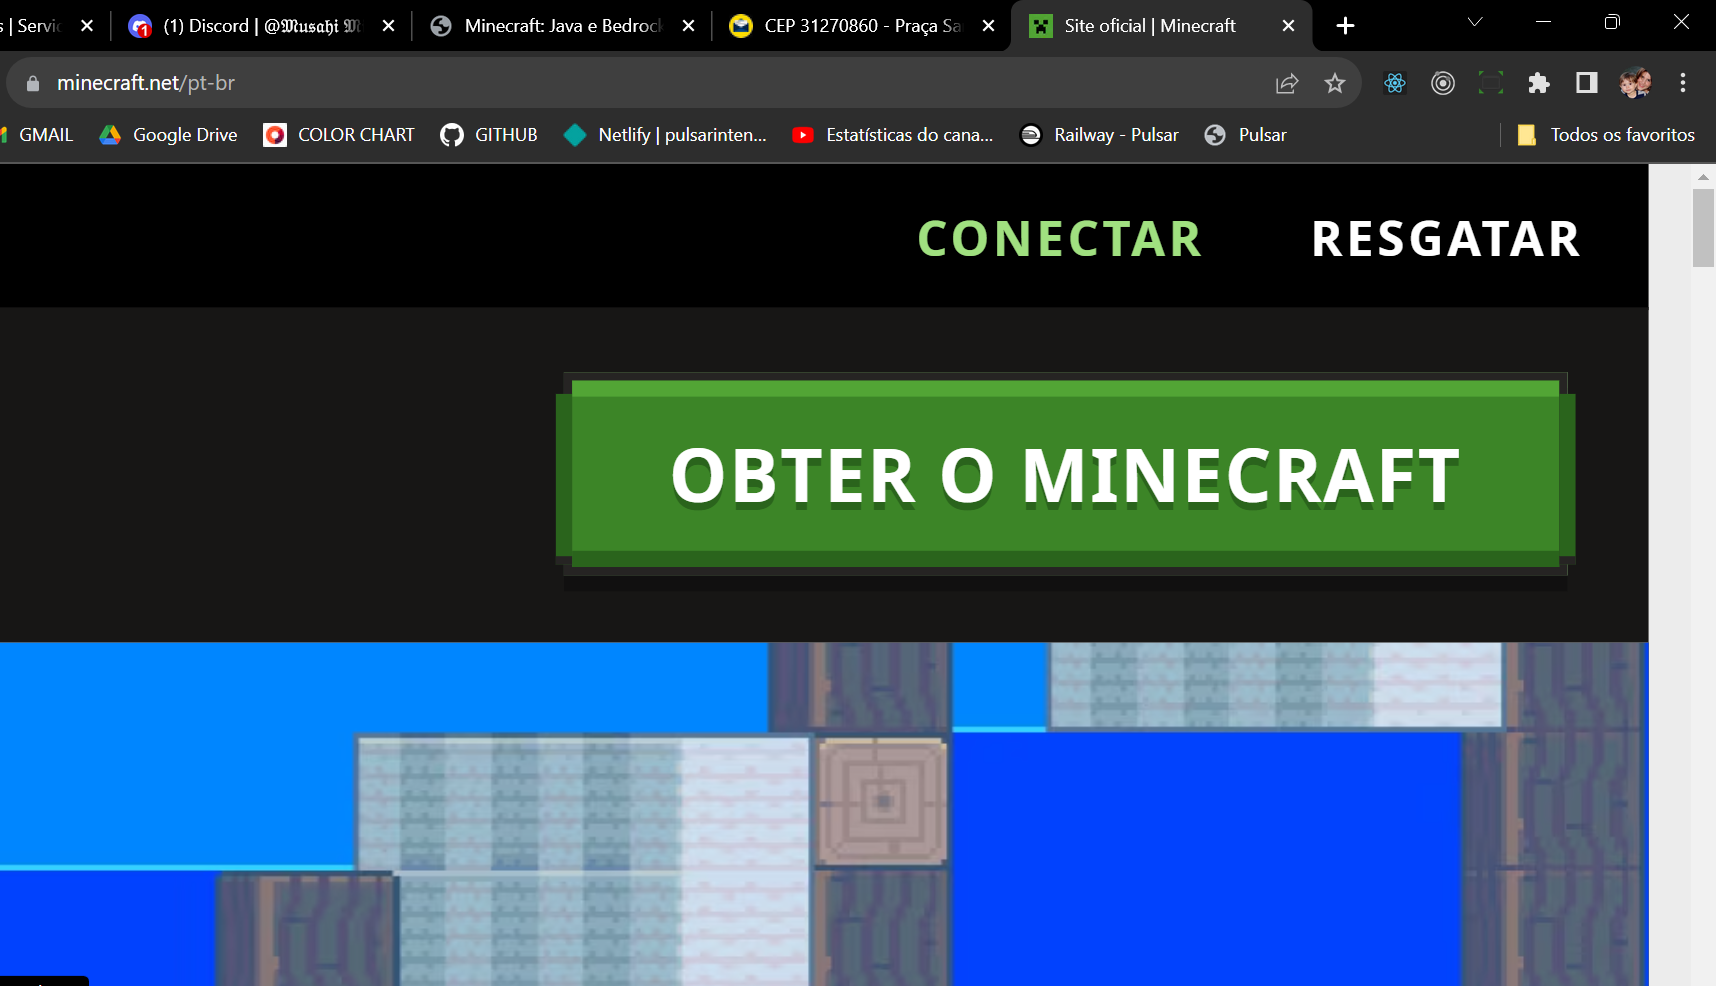 s | Servic
(1) Discord | @𝕸𝖚𝖘𝖆𝖍𝖎 𝕸
Minecraft: Java e Bedrock
CEP 31270860 - Praça Sa
Site oficial | Minecraft
minecraft.net/pt-br
GMAIL
Google Drive
COLOR CHART
GITHUB
Netlify | pulsarinten...
Estatísticas do cana...
Railway - Pulsar
Pulsar
Todos os favoritos
CONECTAR
RESGATAR
OBTER O MINECRAFT